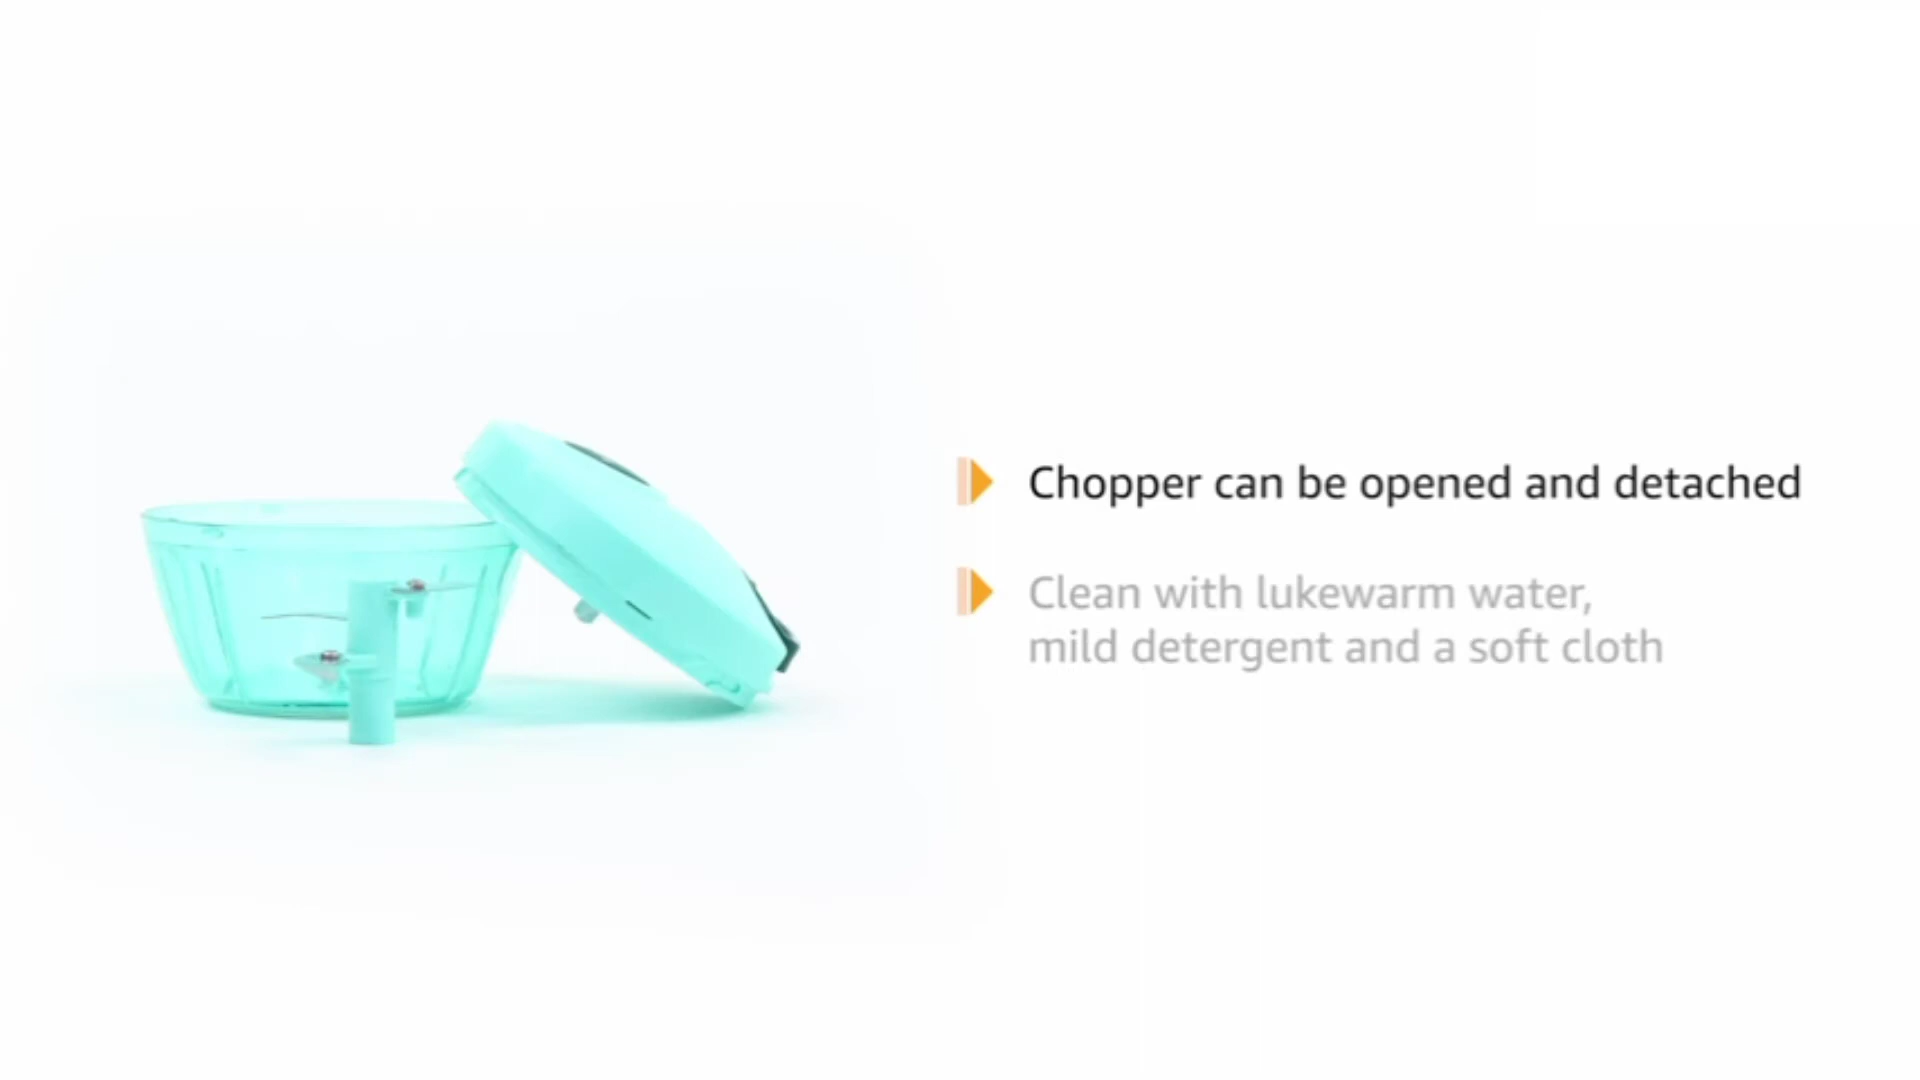 Chopper can be opened and detached
Clean with lukewarm water,
mild detergent and a soft cloth